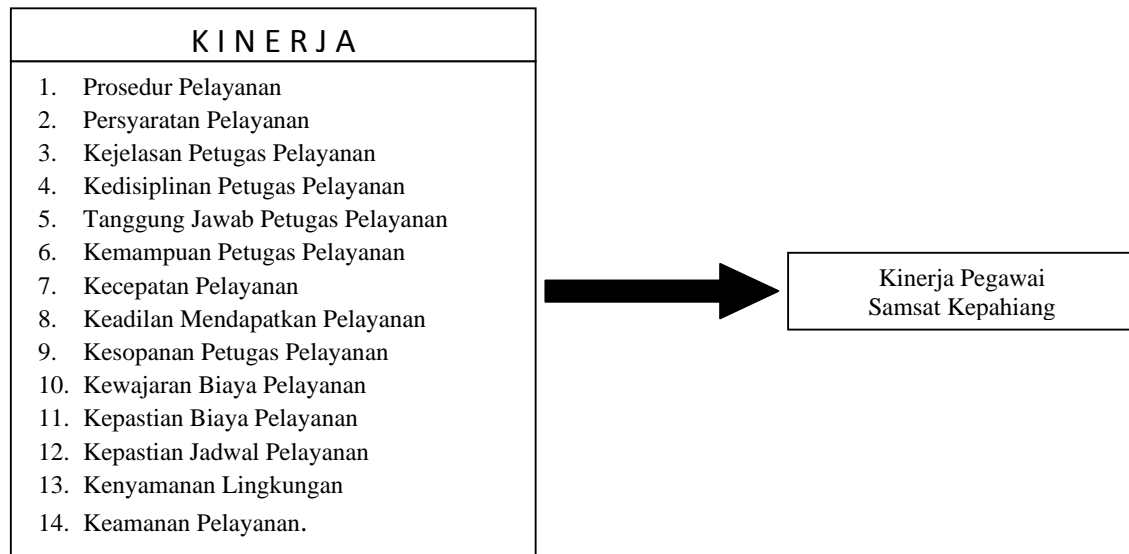 K I N E R J A
1. Prosedur Pelayanan
2. Persyaratan Pelayanan
3. Kejelasan Petugas Pelayanan
4. Kedisiplinan Petugas Pelayanan
5. Tanggung Jawab Petugas Pelayanan
6. Kemampuan Petugas Pelayanan
7. Kecepatan Pelayanan
8. Keadilan Mendapatkan Pelayanan
9. Kesopanan Petugas Pelayanan
10. Kewajaran Biaya Pelayanan
11. Kepastian Biaya Pelayanan
12. Kepastian Jadwal Pelayanan
13. Kenyamanan Lingkungan
14. Keamanan Pelayanan.
Kinerja Pegawai
Samsat Kepahiang